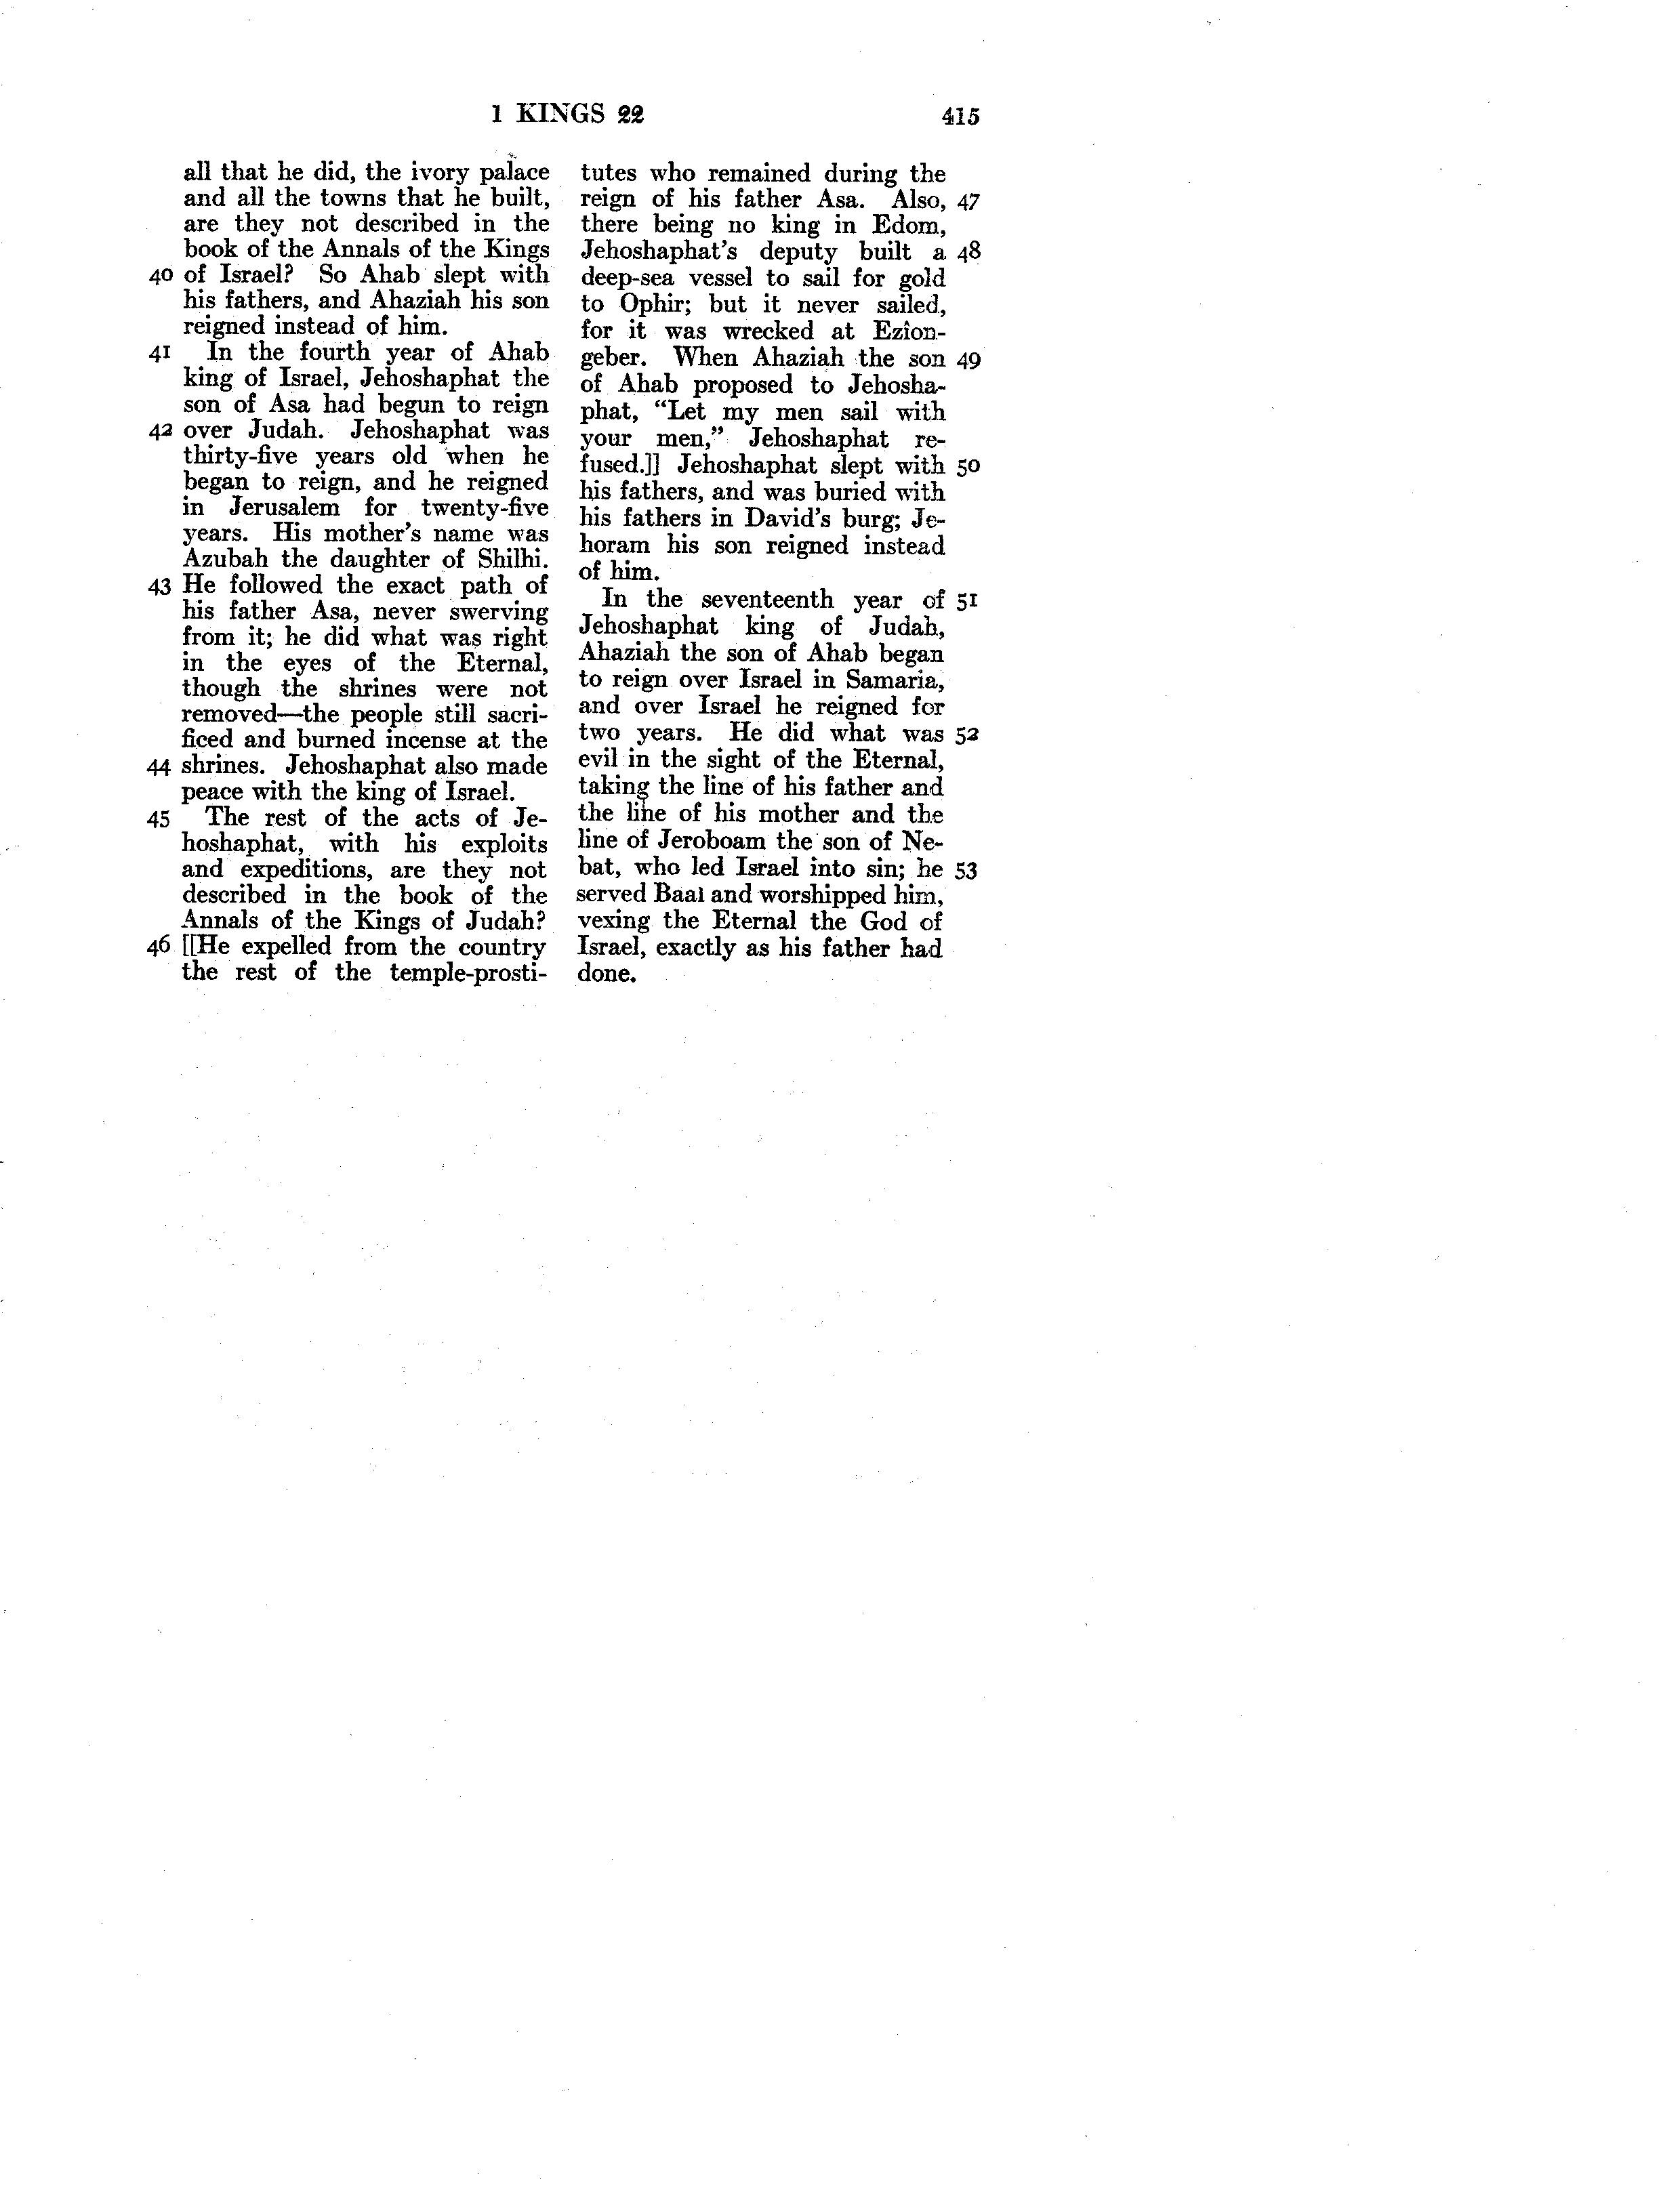 1 KINGS 22 415
all that he did, the ivory palace
and all the towns that he built,
are they not described in the
book of the Annals of the Kings
40 of Israel? So Ahab slept with
his fathers, and Ahaziah his son
reigned instead of him.
41 In the fourth year of Ahab
king of Israel, Jehoshaphat the
son of Asa had begun to reign
42 over Judah. Jehoshaphat was
thirty-five years old when he
began to reign, and he reigned
in Jerusalem for twenty-five
years. His mother's name was
Azubah the daughter of Shilhi.
43 He followed the exact path of
his father Asa, never swerving
from it; he did what was right
in the eyes of the Eternal,
though the shrines were not
removed—the people still sacri-
ficed and burned incense at the
44 shrines. Jehoshaphat also made
peace with the king of Israel.
45 The rest of the acts of Je-
hoshaphat, with his exploits
and expeditions, are they not
described in the book of the
Annals of the Kings of Judah?
46 [[He expelled from the country
the rest of the temple-prosti-
tutes who remained during the
reign of his father Asa. Also, 47
there being no king in Edom,
Jehoshaphat's deputy built a 48
deep-sea vessel to sail for gold
to Ophir; but it never sailed,
for it was wrecked at Ezion-
geber. When Ahaziah the son 49
of Ahab proposed to Jehosha-
phat, “Let my men sail with
your men,” Jehoshaphat re-
fused.]] Jehoshaphat slept with 50
his fathers, and was buried with
his fathers in David's burg; Je-
horam his son reigned instead
of him.
In the seventeenth year of 51
Jehoshaphat king of Judah,
Ahaziah the son of Ahab began
to reign over Israel in Samaria,
and over Israel he reigned for
two years. He did what was 52
evil in the sight of the Eternal,
taking the line of his father and
the line of his mother and the
line of Jeroboam the son of Ne-
bat, who led Israel into sin; he 53
served Baal and worshipped him,
vexing the Eternal the God of
Israel, exactly as his father had
done.